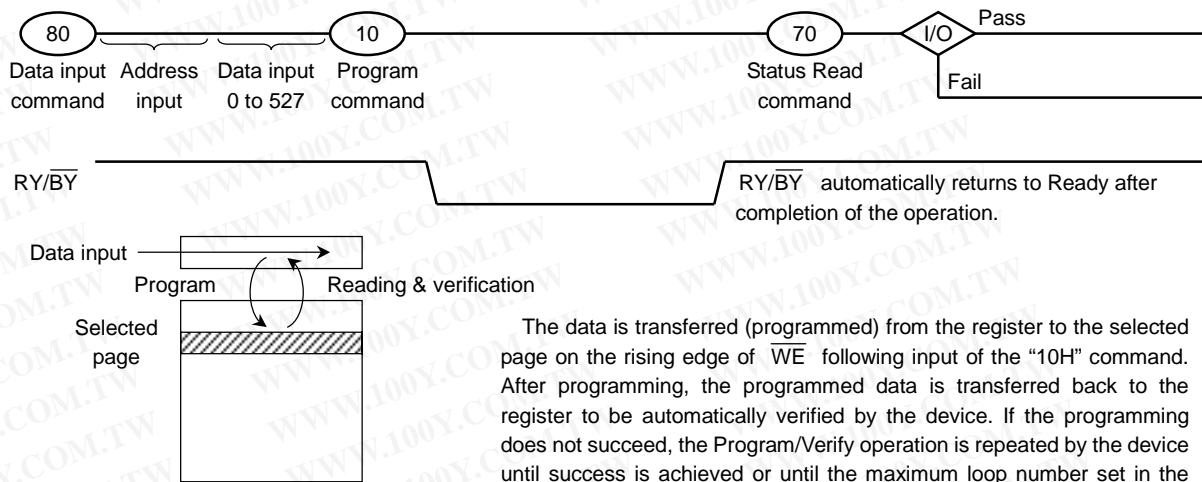 80
10
70
I/O
Pass
Fail
Data input command
Address input
Data input 0 to 527
Program command
Status Read command
RY/B̅Y̅
RY/B̅Y̅ automatically returns to Ready after
completion of the operation.
Data input
Program
Reading & verification
Selected
page
The data is transferred (programmed) from the register to the selected
page on the rising edge of W̅E̅ following input of the “10H” command.
After programming, the programmed data is transferred back to the
register to be automatically verified by the device. If the programming
does not succeed, the Program/Verify operation is repeated by the device
until success is achieved or until the maximum loop number set in the
WWW.100Y.COM.TW